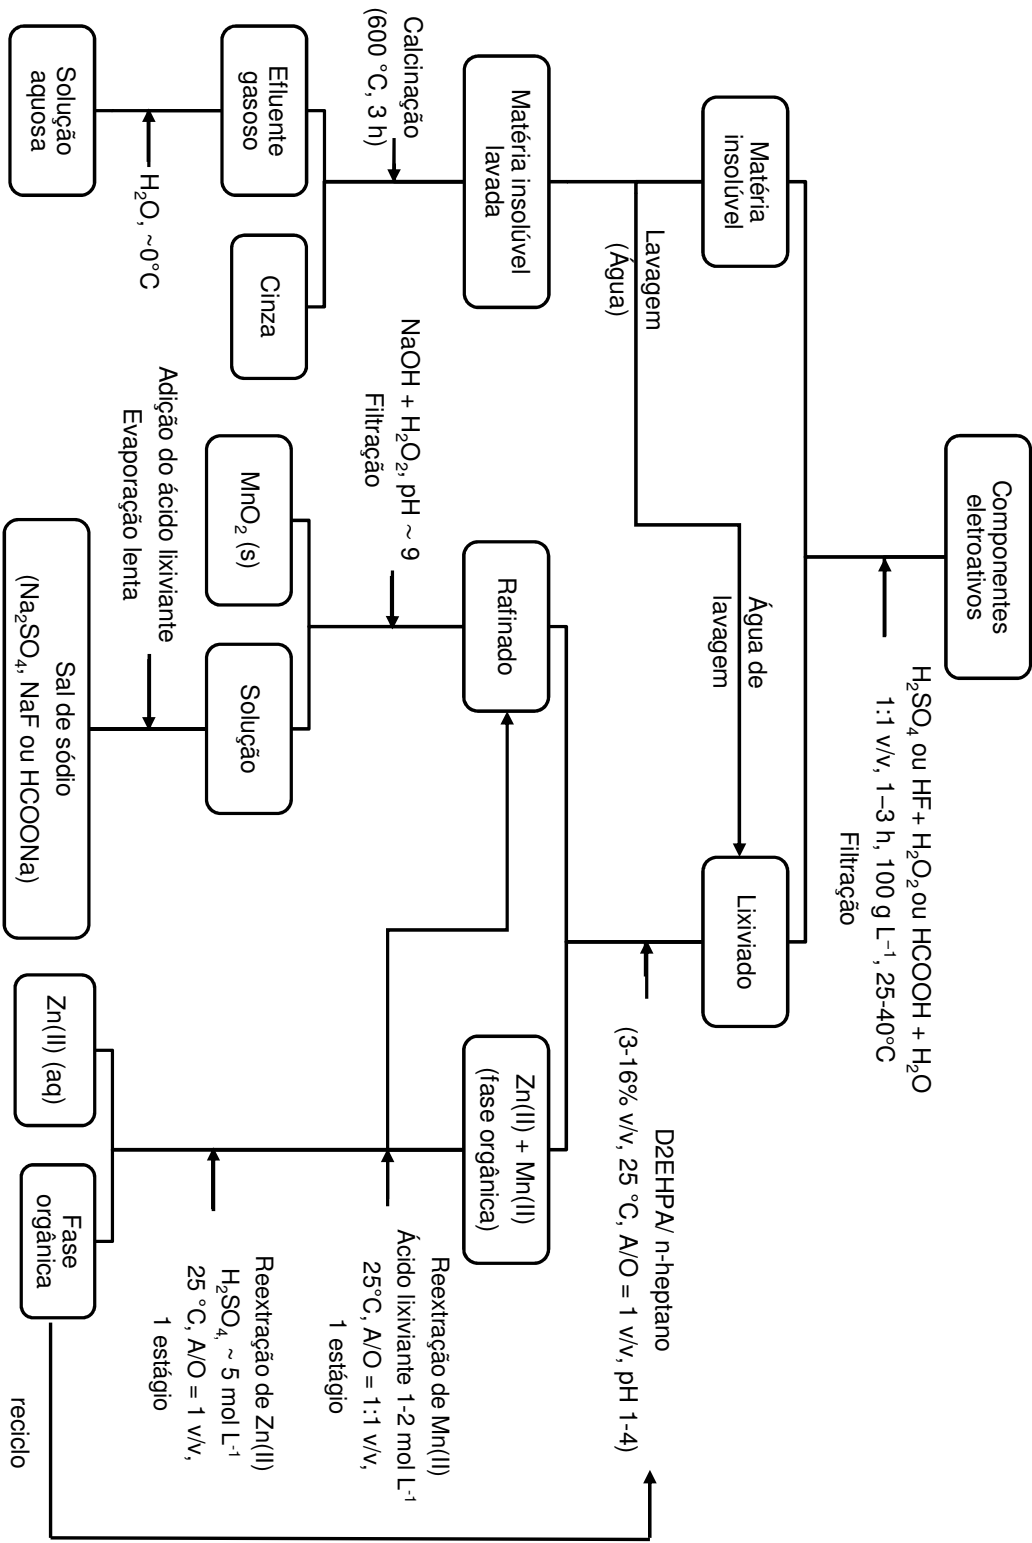 Componentes
eletroativos
H₂SO₄ ou HF+ H₂O₂ ou HCOOH + H₂O
1:1 v/v, 1–3 h, 100 g L⁻¹, 25-40°C
Filtração
Matéria
insolúvel
Água de
lavagem
Lixiviado
Lavagem
(Água)
D2EHPA/ n-heptano
(3-16% v/v, 25 °C, A/O = 1 v/v, pH 1-4)
Matéria insolúvel
lavada
Rafinado
Zn(II) + Mn(II)
(fase orgânica)
Calcinação
(600 °C, 3 h)
NaOH + H₂O₂, pH ~ 9
Filtração
Reextração de Mn(II)
Ácido lixiviante 1-2 mol L⁻¹
25°C, A/O = 1:1 v/v,
1 estágio
Efluente
gasoso
Cinza
MnO₂ (s)
Solução
Reextração de Zn(II)
H₂SO₄, ~ 5 mol L⁻¹
25 °C, A/O = 1 v/v,
1 estágio
H₂O, ~0°C
Adição do ácido lixiviante
Evaporação lenta
Solução
aquosa
Sal de sódio
(Na₂SO₄, NaF ou HCOONa)
Zn(II) (aq)
Fase
orgânica
reciclo